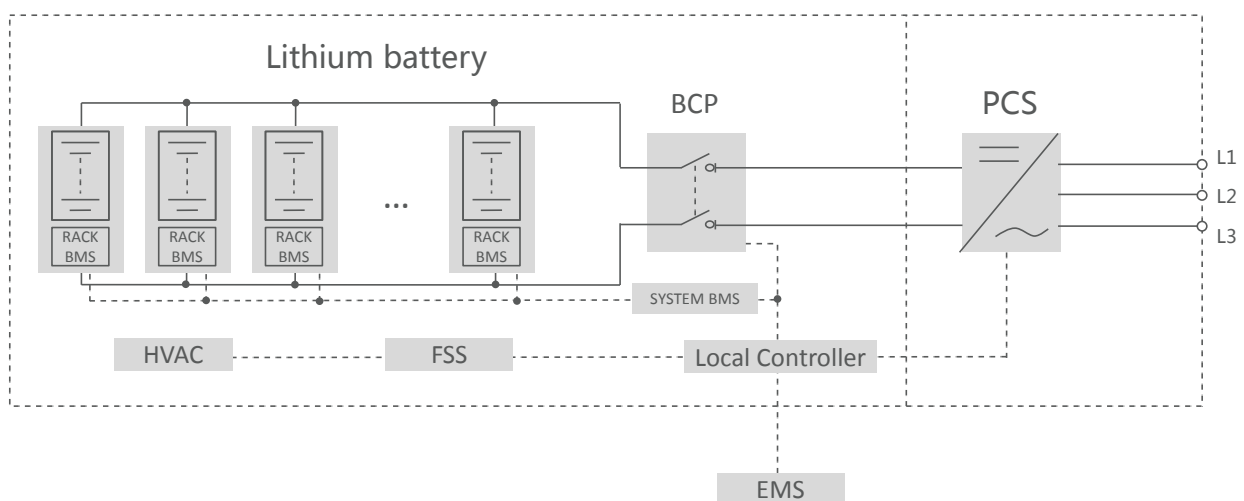 Lithium battery
BCP
PCS
L1
L2
L3
RACK
BMS
RACK
BMS
RACK
BMS
...
RACK
BMS
SYSTEM BMS
HVAC
FSS
Local Controller
EMS